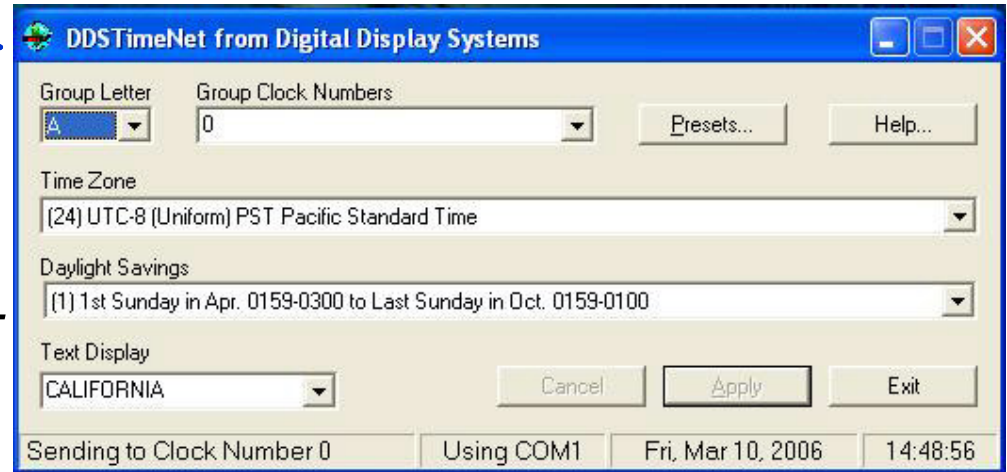 DDSTimeNet from Digital Display Systems
Group Letter Group Clock Numbers
A 0 Presets... Help...
Time Zone
(24) UTC-8 (Uniform) PST Pacific Standard Time
Daylight Savings
(1) 1st Sunday in Apr. 0159-0300 to Last Sunday in Oct. 0159-0100
Text Display
CALIFORNIA Cancel Apply Exit
Sending to Clock Number 0 Using COM1 Fri, Mar 10, 2006 14:48:56